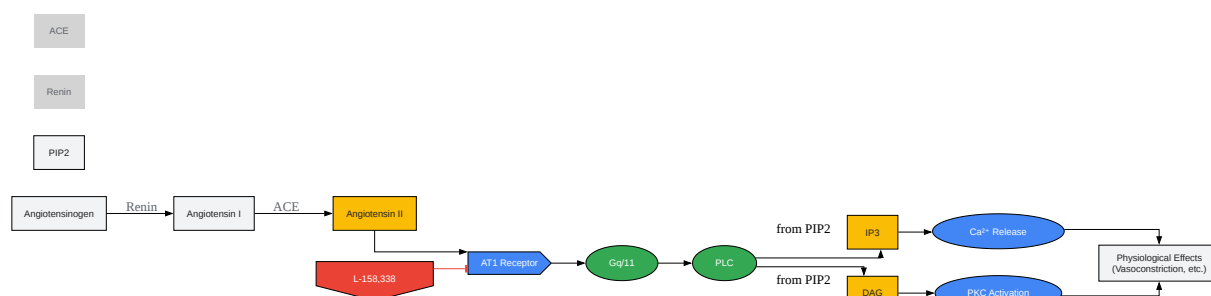 ACE
Renin
PIP2
Angiotensinogen
Renin
Angiotensin I
ACE
Angiotensin II
L-158,338
AT1 Receptor
Gq/11
PLC
from PIP2
from PIP2
IP3
DAG
Ca²⁺ Release
PKC Activation
Physiological Effects
(Vasoconstriction, etc.)